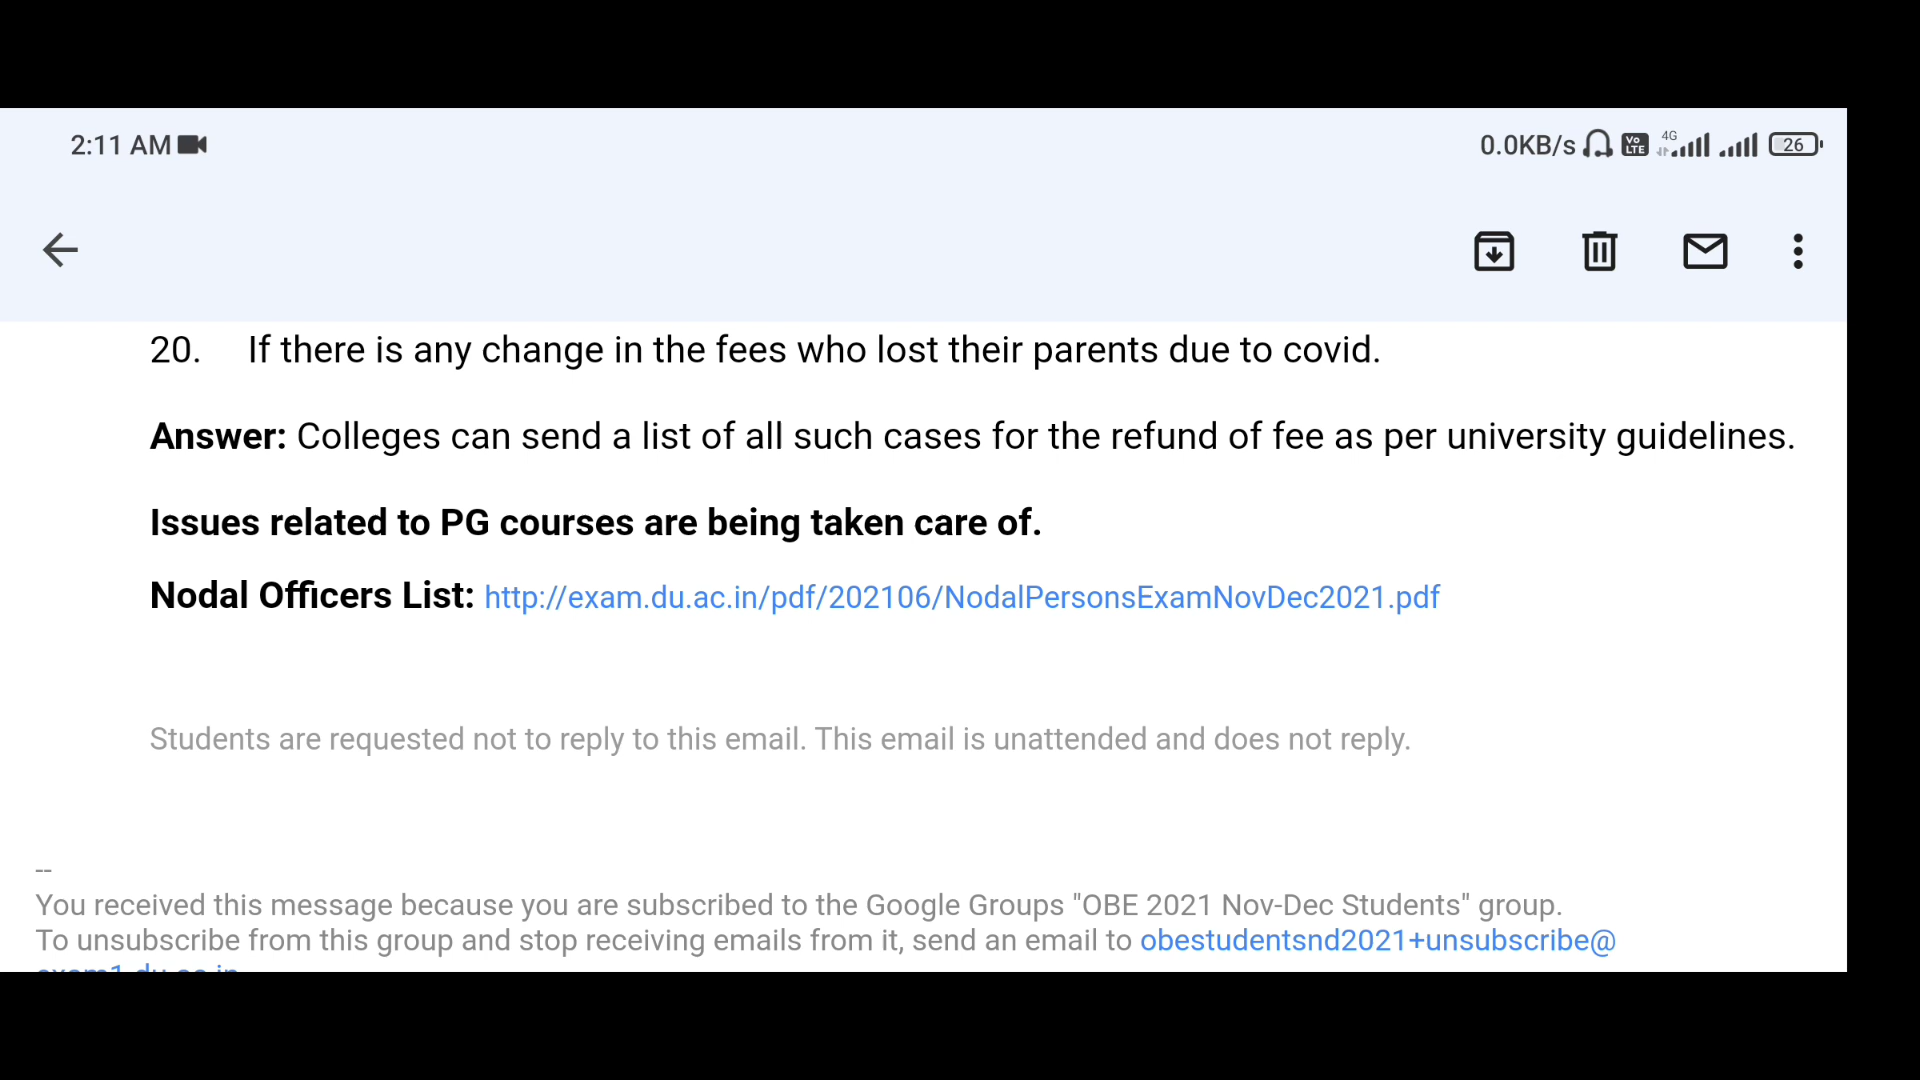 2:11 AM
0.0KB/s Vo LTE 4G 26
20. If there is any change in the fees who lost their parents due to covid.
Answer: Colleges can send a list of all such cases for the refund of fee as per university guidelines.
Issues related to PG courses are being taken care of.
Nodal Officers List: http://exam.du.ac.in/pdf/202106/NodalPersonsExamNovDec2021.pdf
Students are requested not to reply to this email. This email is unattended and does not reply.
--
You received this message because you are subscribed to the Google Groups "OBE 2021 Nov-Dec Students" group.
To unsubscribe from this group and stop receiving emails from it, send an email to obestudentsnd2021+unsubscribe@
exam1.du.ac.in